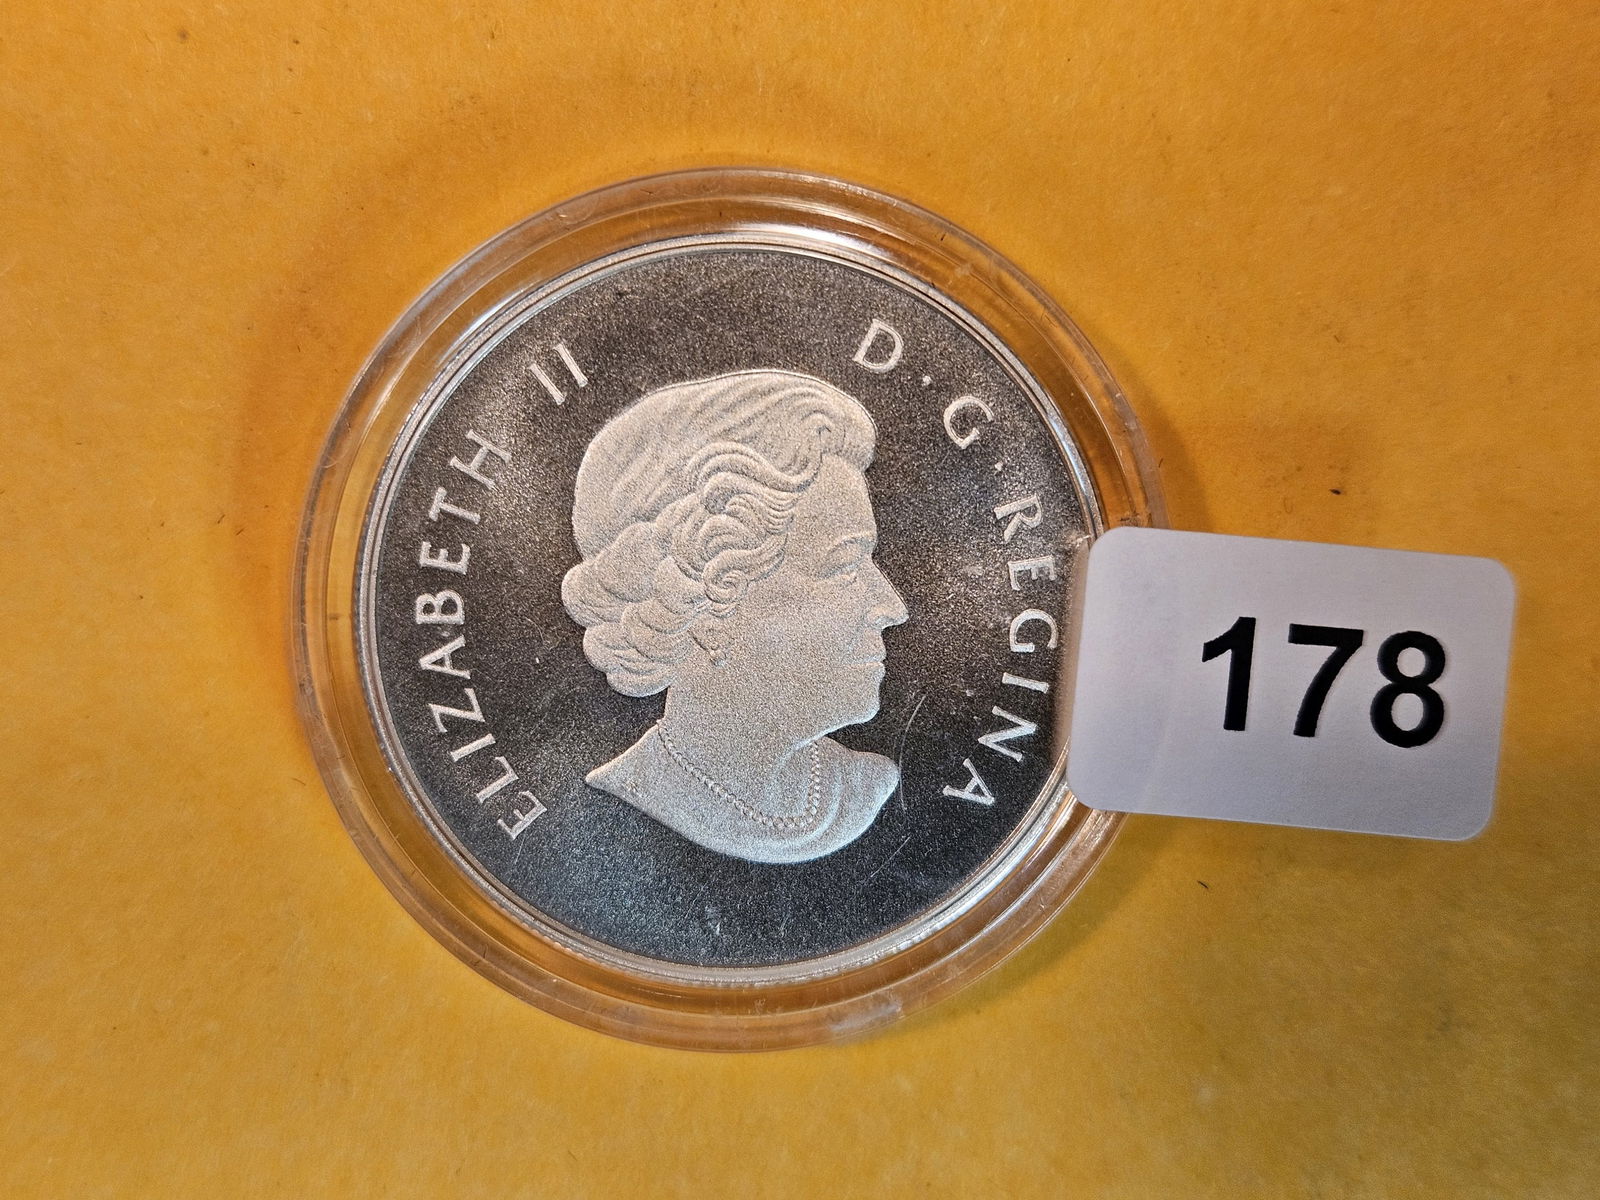 ELIZABETH II
D.G.REGINA
178